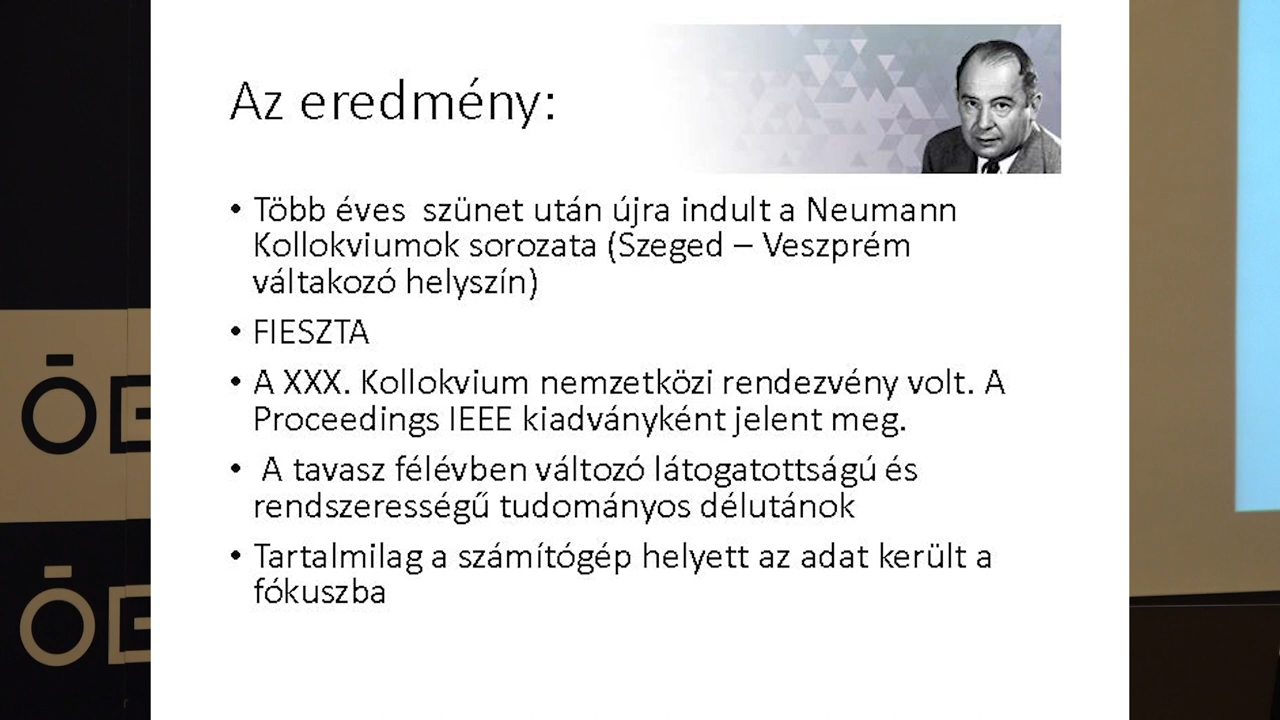 Az eredmény:
• Több éves szünet után újra indult a Neumann
Kollokviumok sorozata (Szeged – Veszprém
váltakozó helyszín)
• FIESZTA
• A XXX. Kollokvium nemzetközi rendezvény volt. A
Proceedings IEEE kiadványként jelent meg.
• A tavasz félévben változó látogatottságú és
rendszerességű tudományos délutánok
• Tartalmilag a számítógép helyett az adat került a
fókuszba